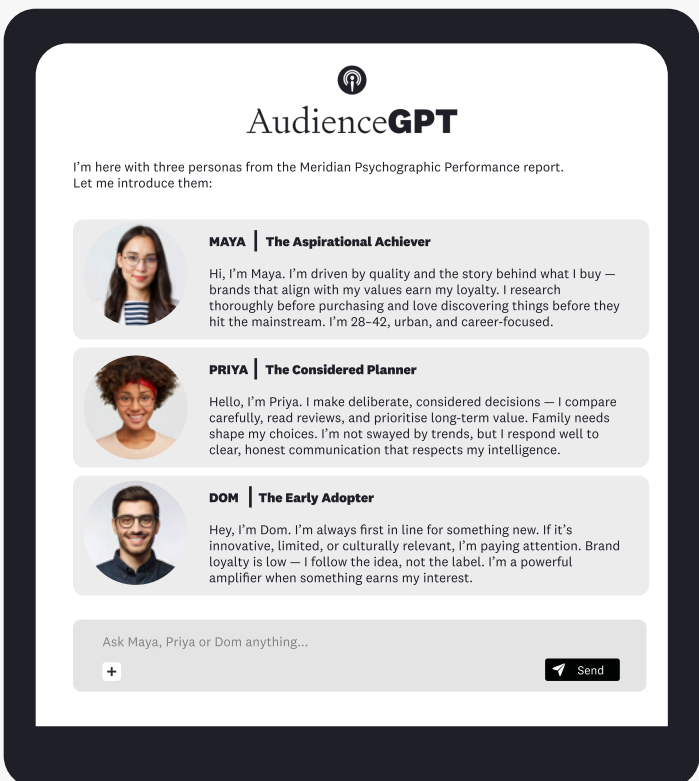 AudienceGPT
I’m here with three personas from the Meridian Psychographic Performance report.
Let me introduce them:
MAYA | The Aspirational Achiever
Hi, I’m Maya. I’m driven by quality and the story behind what I buy —
brands that align with my values earn my loyalty. I research
thoroughly before purchasing and love discovering things before they
hit the mainstream. I’m 28–42, urban, and career-focused.
PRIYA | The Considered Planner
Hello, I’m Priya. I make deliberate, considered decisions — I compare
carefully, read reviews, and prioritise long-term value. Family needs
shape my choices. I’m not swayed by trends, but I respond well to
clear, honest communication that respects my intelligence.
DOM | The Early Adopter
Hey, I’m Dom. I’m always first in line for something new. If it’s
innovative, limited, or culturally relevant, I’m paying attention. Brand
loyalty is low — I follow the idea, not the label. I’m a powerful
amplifier when something earns my interest.
Ask Maya, Priya or Dom anything...
+
Send